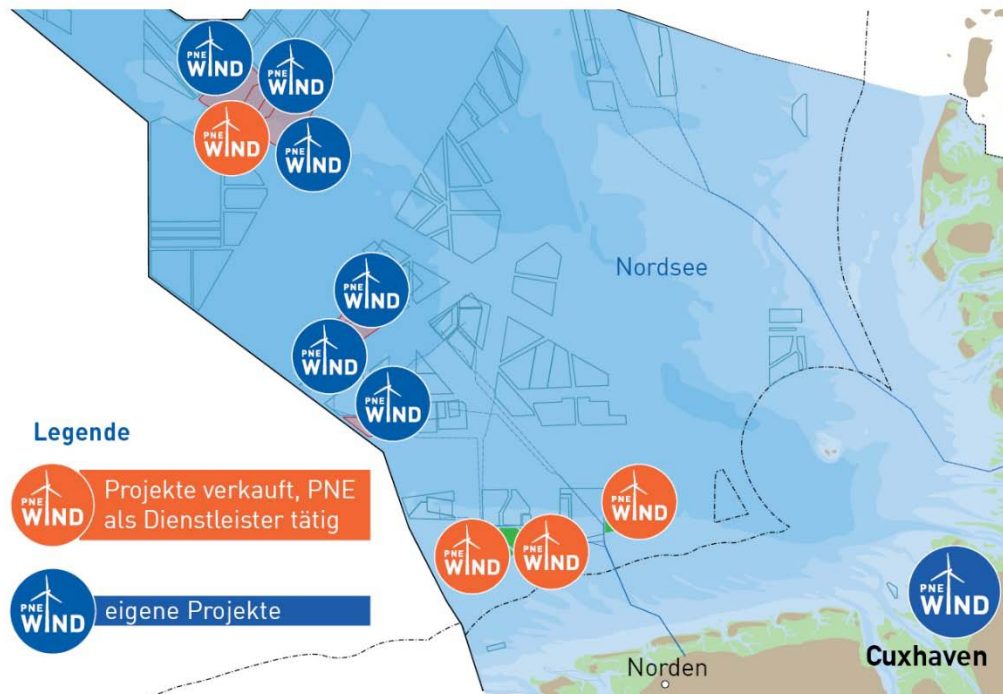 PNE
WIND
PNE
WIND
PNE
WIND
PNE
WIND
PNE
WIND
Nordsee
PNE
WIND
PNE
WIND
Legende
PNE
WIND
Projekte verkauft, PNE
als Dienstleister tätig
PNE
WIND
PNE
WIND
PNE
WIND
PNE
WIND
eigene Projekte
PNE
WIND
Norden
Cuxhaven